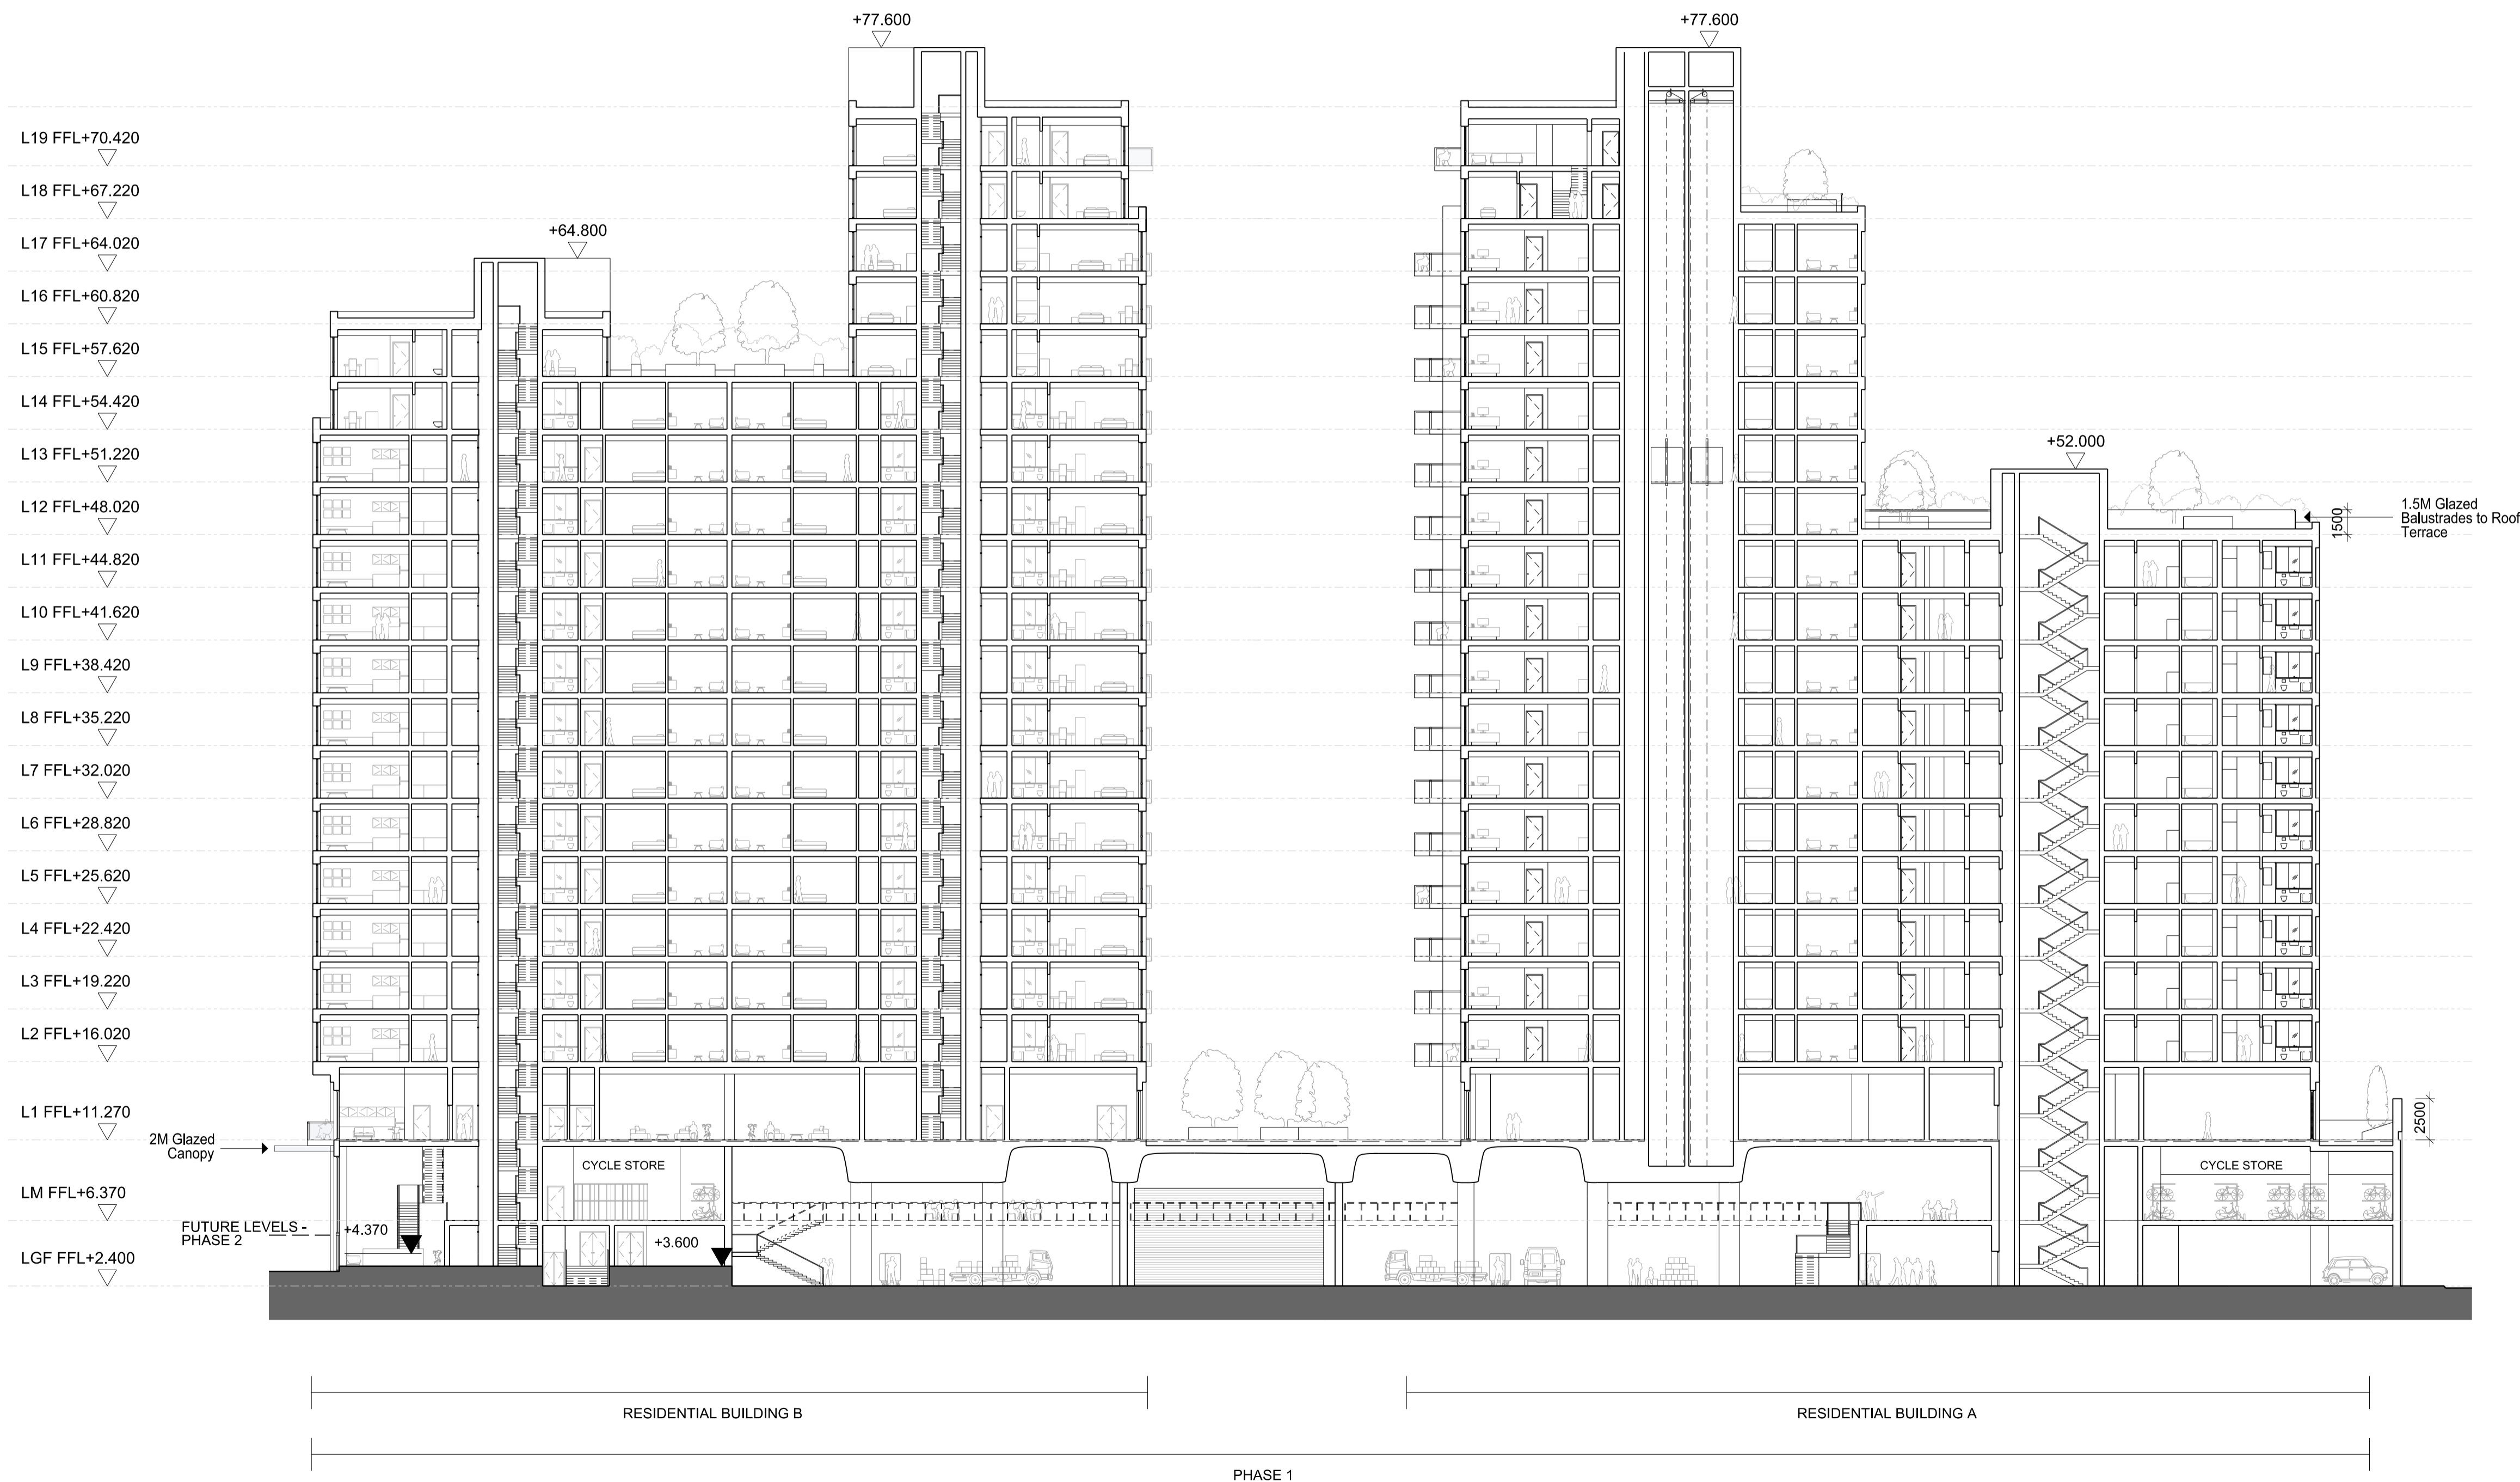 +77.600
+77.600
L19 FFL+70.420
L18 FFL+67.220
L17 FFL+64.020
+64.800
L16 FFL+60.820
L15 FFL+57.620
L14 FFL+54.420
L13 FFL+51.220
+52.000
L12 FFL+48.020
1500
1.5M Glazed
Balustrades to Roof
Terrace
L11 FFL+44.820
L10 FFL+41.620
L9 FFL+38.420
L8 FFL+35.220
L7 FFL+32.020
L6 FFL+28.820
L5 FFL+25.620
L4 FFL+22.420
L3 FFL+19.220
L2 FFL+16.020
L1 FFL+11.270
2500
2M Glazed
Canopy
CYCLE STORE
CYCLE STORE
LM FFL+6.370
FUTURE LEVELS -
PHASE 2
+4.370
+3.600
LGF FFL+2.400
RESIDENTIAL BUILDING B
RESIDENTIAL BUILDING A
PHASE 1